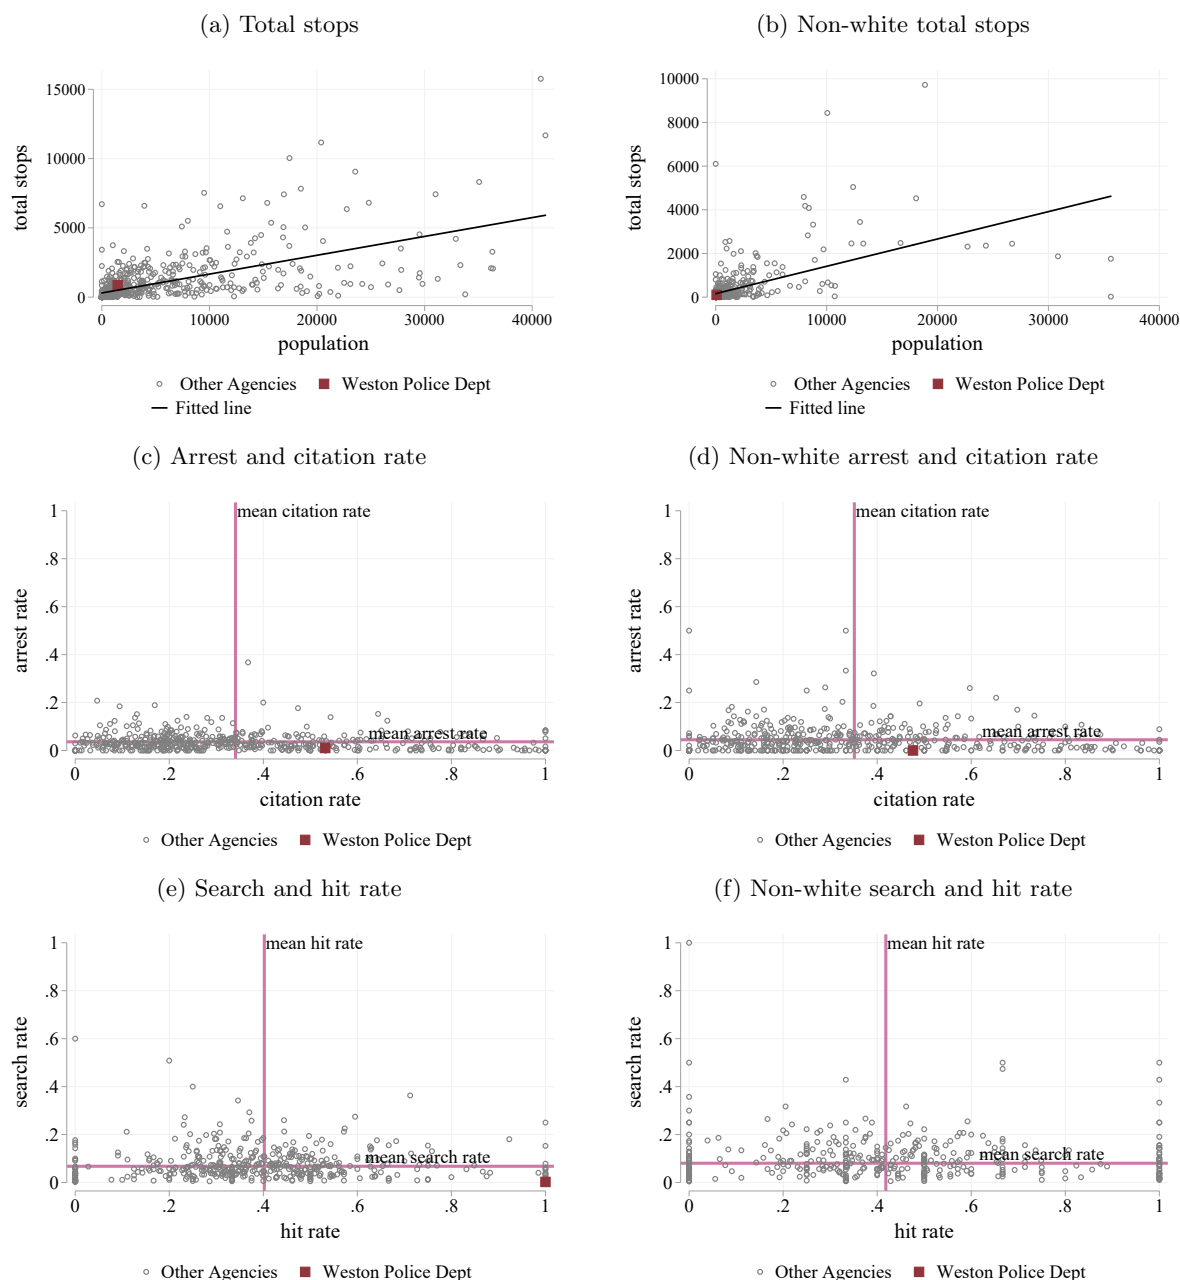 (a) Total stops
(b) Non-white total stops
total stops
15000
10000
5000
0
0 10000 20000 30000 40000
population
Other Agencies Weston Police Dept
Fitted line
total stops
10000
8000
6000
4000
2000
0
0 10000 20000 30000 40000
population
Other Agencies Weston Police Dept
Fitted line
(c) Arrest and citation rate
(d) Non-white arrest and citation rate
arrest rate
1
.8
.6
.4
.2
0
mean citation rate
mean arrest rate
0 .2 .4 .6 .8 1
citation rate
Other Agencies Weston Police Dept
arrest rate
1
.8
.6
.4
.2
0
mean citation rate
mean arrest rate
0 .2 .4 .6 .8 1
citation rate
Other Agencies Weston Police Dept
(e) Search and hit rate
(f) Non-white search and hit rate
search rate
1
.8
.6
.4
.2
0
mean hit rate
mean search rate
0 .2 .4 .6 .8 1
hit rate
Other Agencies Weston Police Dept
search rate
1
.8
.6
.4
.2
0
mean hit rate
mean search rate
0 .2 .4 .6 .8 1
hit rate
Other Agencies Weston Police Dept